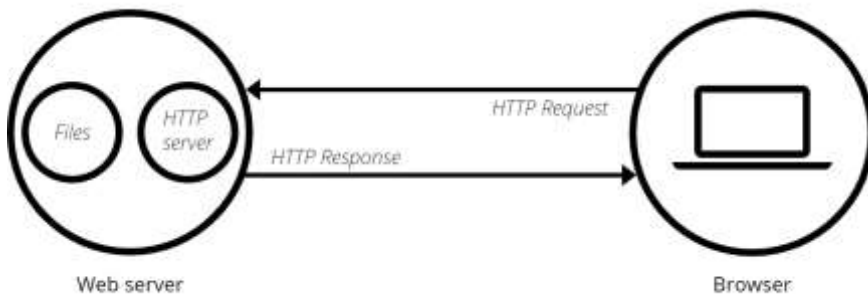 HTTP Request
Files
HTTP
server
HTTP Response
Web server
Browser